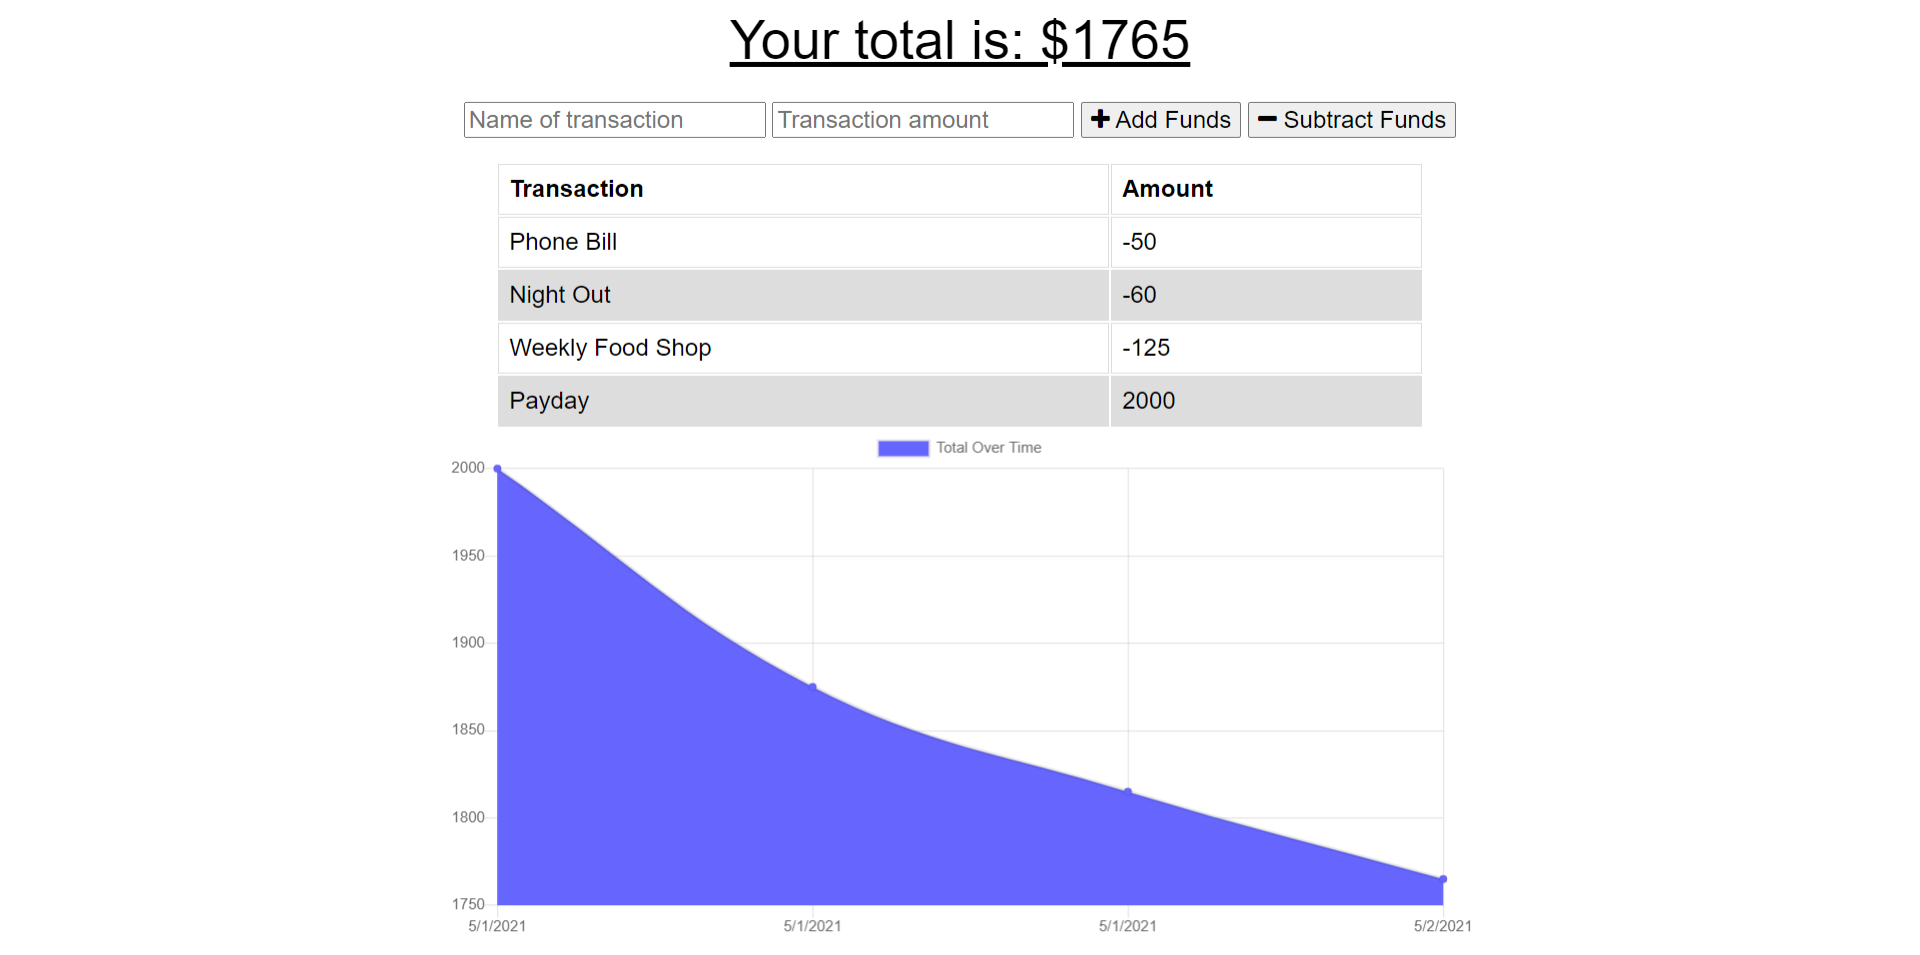 Your total is: $1765
Name of transaction Transaction amount Add Funds Subtract Funds
Transaction Amount
Phone Bill -50
Night Out -60
Weekly Food Shop -125
Payday 2000
Total Over Time
2000
1950
1900
1850
1800
1750
5/1/2021 5/1/2021 5/1/2021 5/2/2021